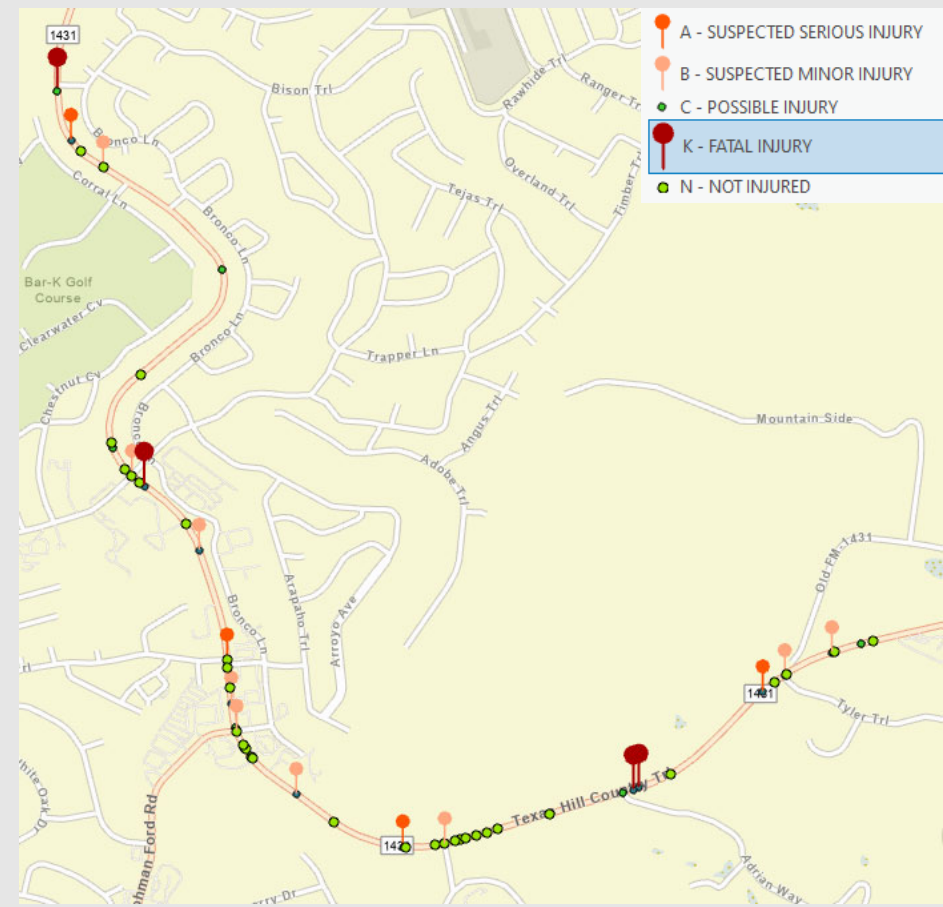 1431
A - SUSPECTED SERIOUS INJURY
B - SUSPECTED MINOR INJURY
C - POSSIBLE INJURY
K - FATAL INJURY
N - NOT INJURED
Bison Trl
Rawhide Trl
Ranger Tr
Bronco Ln
Overland Trl
Timber Trl
Corral Ln
Tejas Trl
Bronco Ln
Bar-K Golf
Course
Clearwater Cv
Bronco Ln
Trapper Ln
Chestnut Cv
Angus Trl
Mountain Side
Adobe Trl
Old FM-1431
Arapaho Trl
Arroyo Ave
Bronco Ln
1431
Tyler Trl
White Oak Dr
Texas Hill Country Trl
hman Ford Rd
Adrian Way